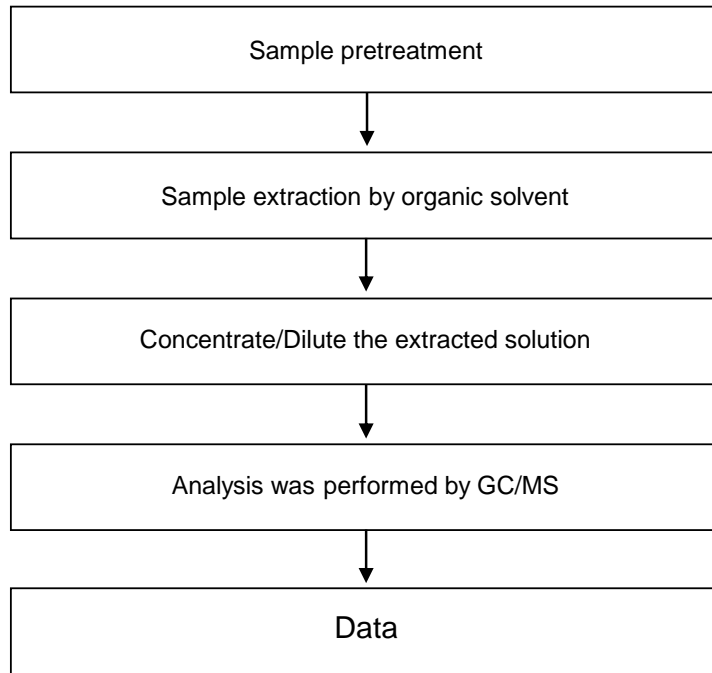 Sample pretreatment
Sample extraction by organic solvent
Concentrate/Dilute the extracted solution
Analysis was performed by GC/MS
Data